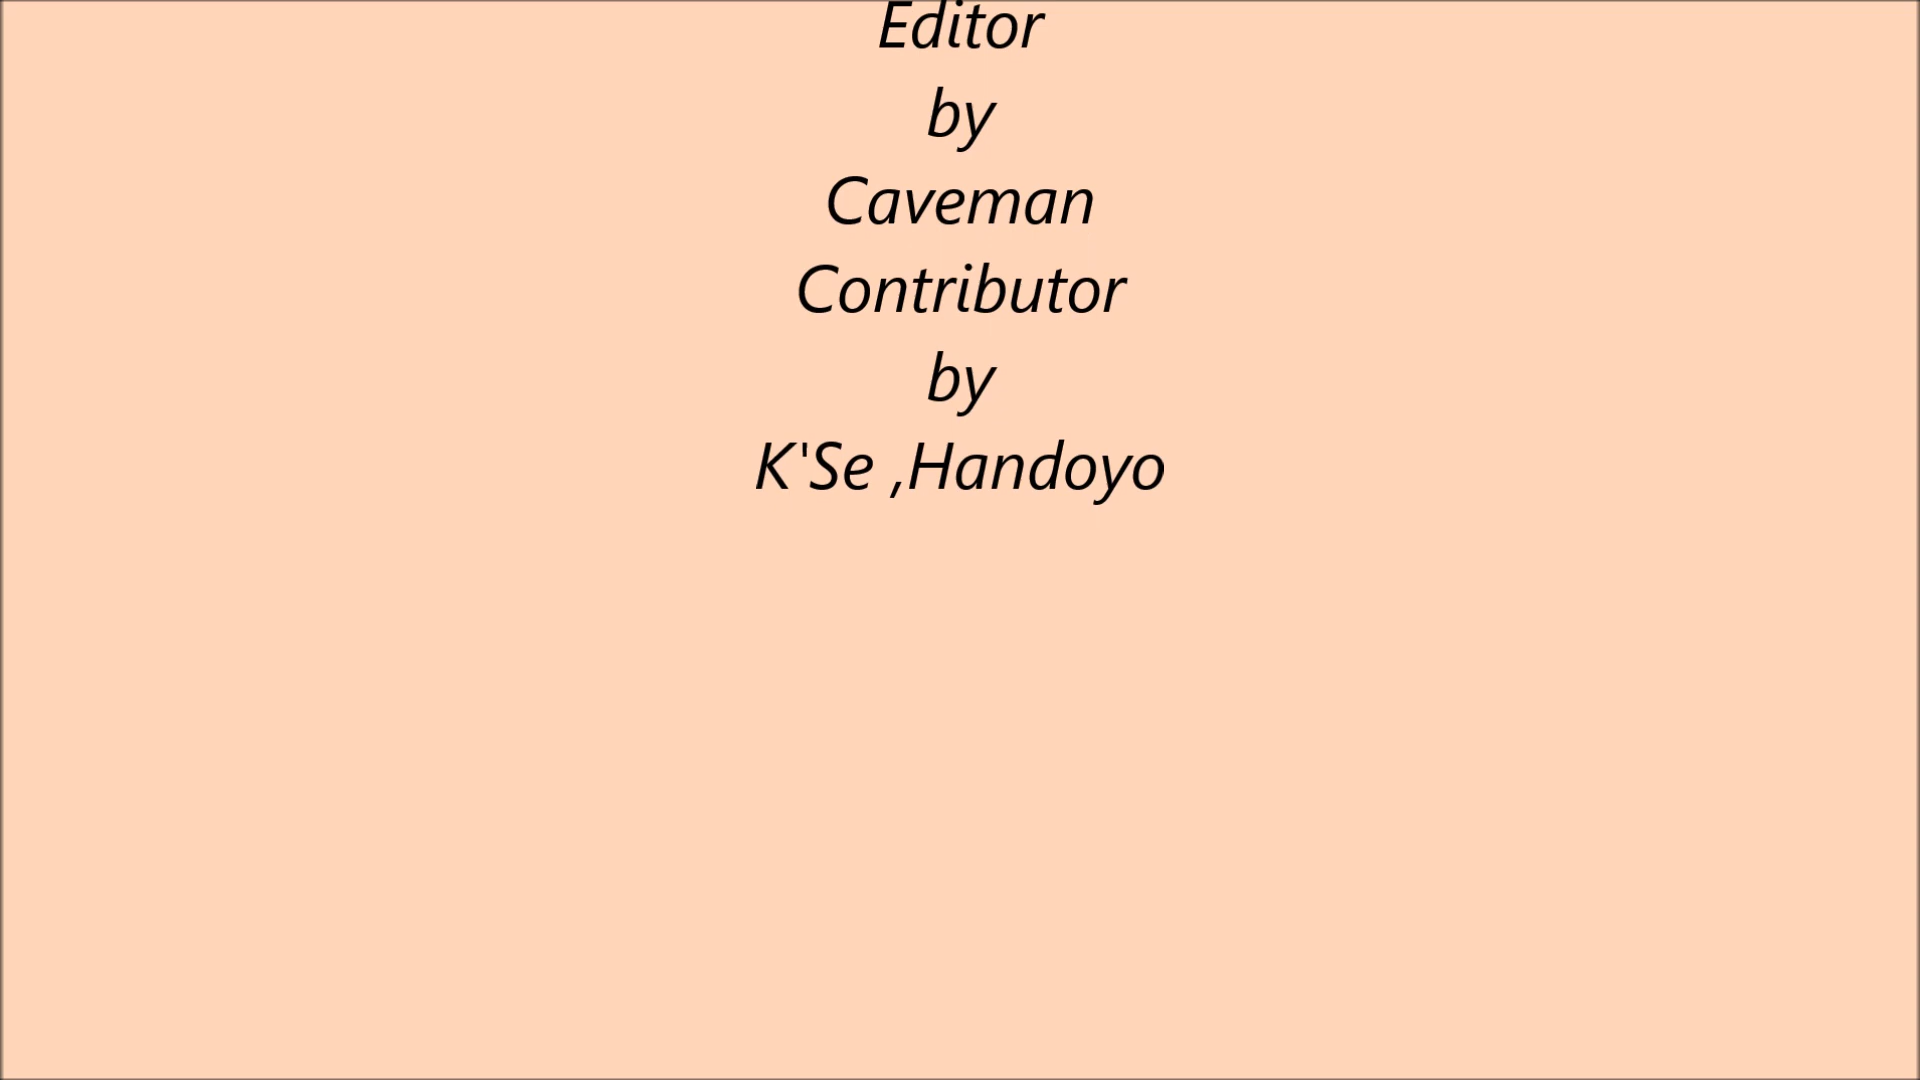 Editor
by
Caveman
Contributor
by
K'Se ,Handoyo